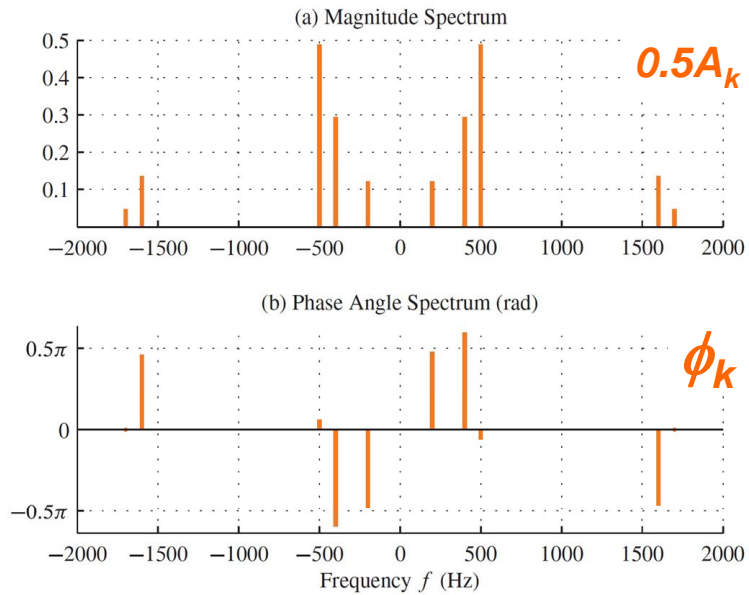 (a) Magnitude Spectrum
0.5
0.4
0.3
0.2
0.1
0.5Aₖ
−2000 −1500 −1000 −500 0 500 1000 1500 2000
(b) Phase Angle Spectrum (rad)
0.5π
0
−0.5π
ϕₖ
−2000 −1500 −1000 −500 0 500 1000 1500 2000
Frequency f (Hz)